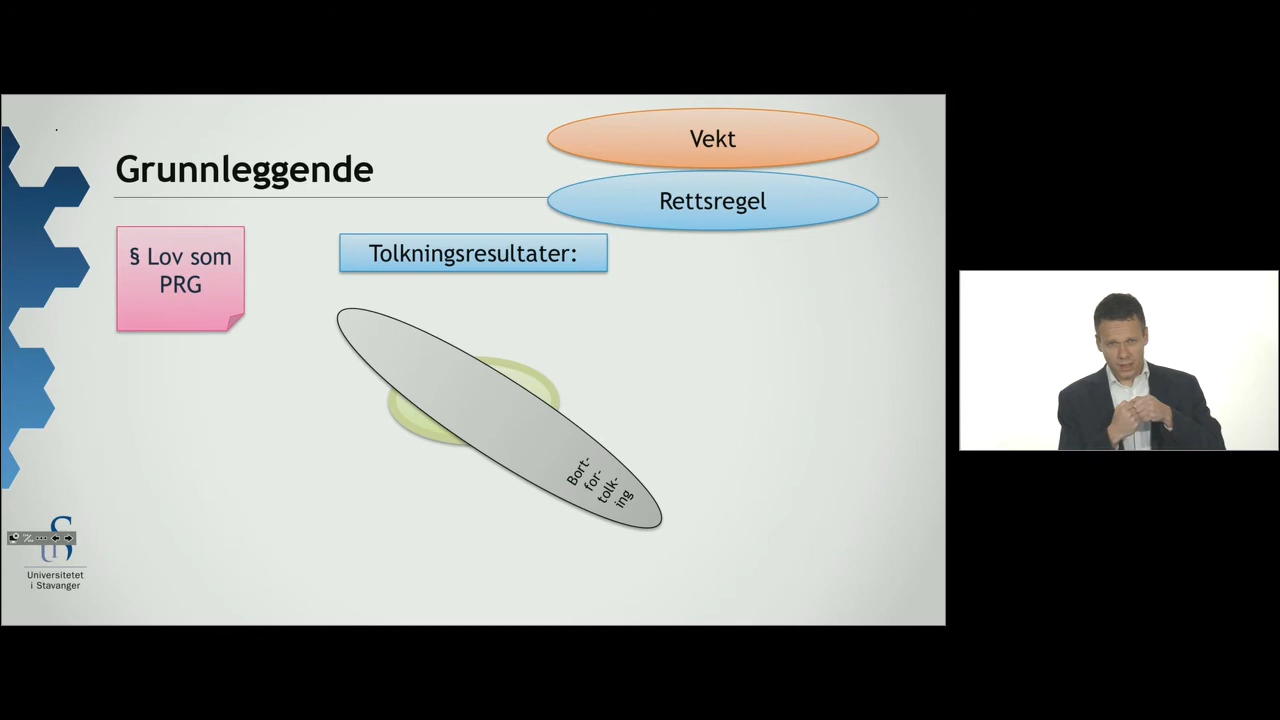 Vekt
Grunnleggende
Rettsregel
§ Lov som
PRG
Tolkningsresultater:
Bort-
for-
tolk-
ing
Universitetet
i Stavanger